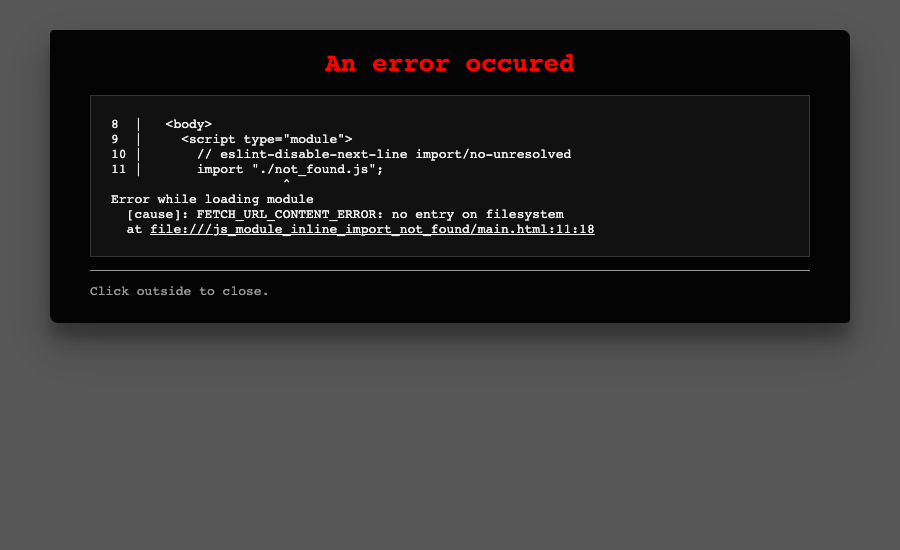 An error occured
8  |   <body>
9  |     <script type="module">
10 |       // eslint-disable-next-line import/no-unresolved
11 |       import "./not_found.js";
                      ^
Error while loading module
  [cause]: FETCH_URL_CONTENT_ERROR: no entry on filesystem
  at file:///js_module_inline_import_not_found/main.html:11:18
Click outside to close.